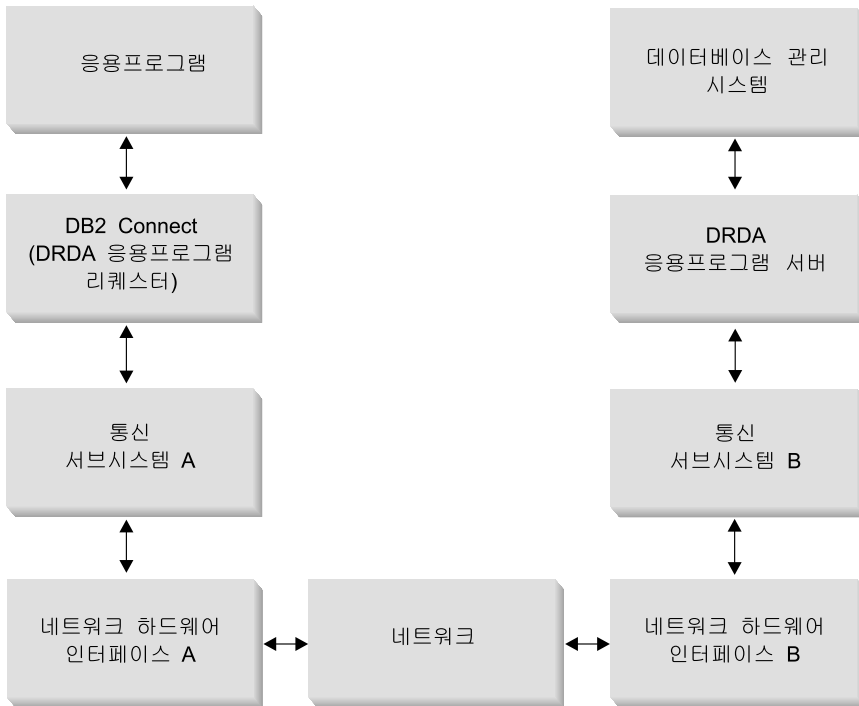 응용프로그램
데이터베이스 관리
시스템
DB2 Connect
(DRDA 응용프로그램
리퀘스터)
DRDA
응용프로그램 서버
통신
서브시스템 A
통신
서브시스템 B
네트워크 하드웨어
인터페이스 A
네트워크
네트워크 하드웨어
인터페이스 B